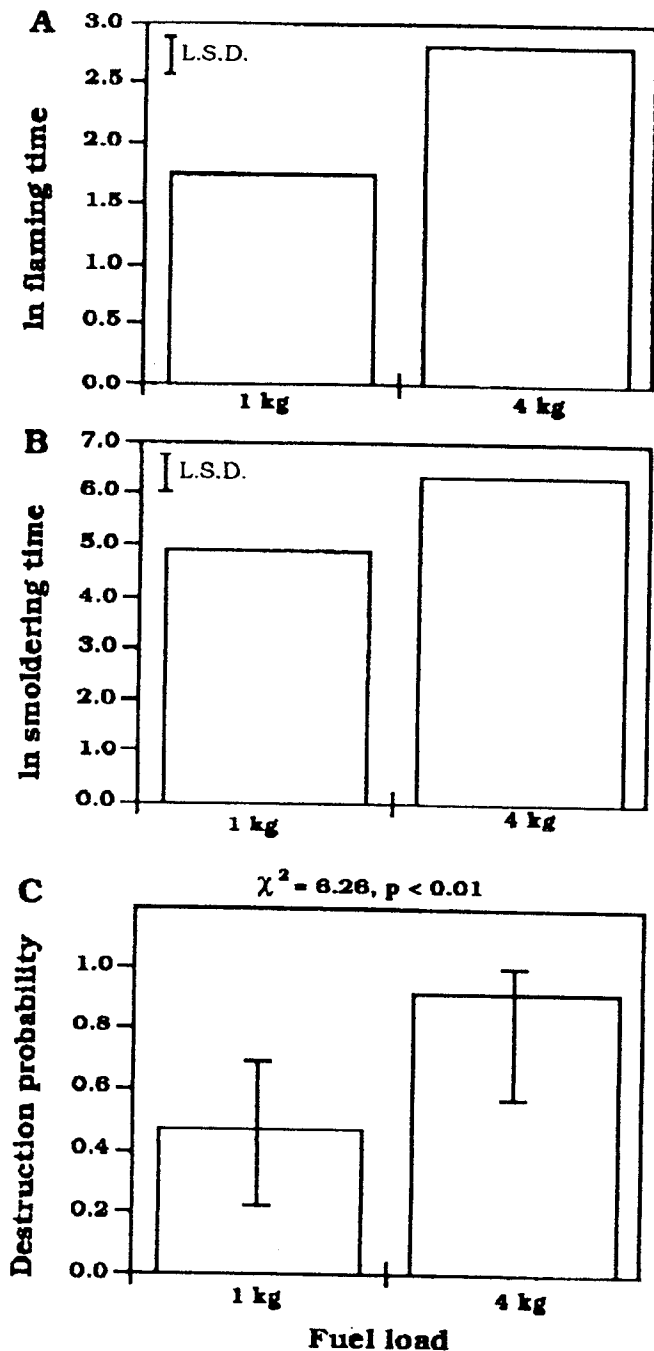 A
3.0
L.S.D.
2.5
2.0
1.5
1.0
0.5
0.0
ln flaming time
1 kg
4 kg
B
7.0
L.S.D.
6.0
5.0
4.0
3.0
2.0
1.0
0.0
ln smoldering time
1 kg
4 kg
C
χ² = 6.26, p < 0.01
1.0
0.8
0.6
0.4
0.2
0.0
Destruction probability
1 kg
4 kg
Fuel load